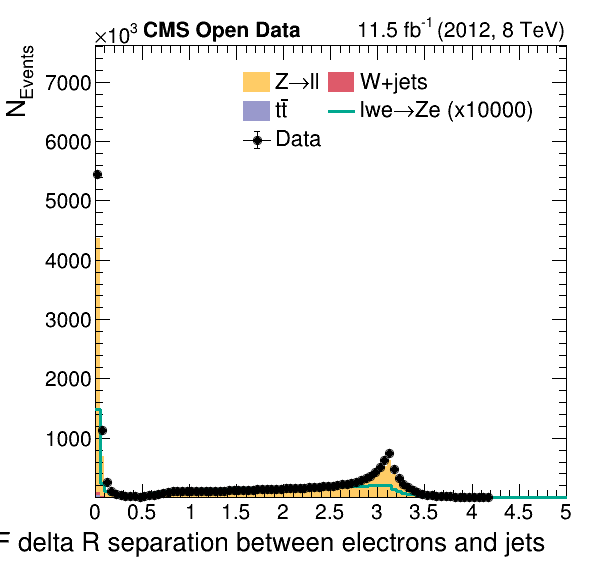 ×10³ CMS Open Data 11.5 fb⁻¹ (2012, 8 TeV)
N_Events
7000
6000
5000
4000
3000
2000
1000
Z→ll W+jets
tt̄ lwe→Ze (x10000)
Data
0 0.5 1 1.5 2 2.5 3 3.5 4 4.5 5
F delta R separation between electrons and jets